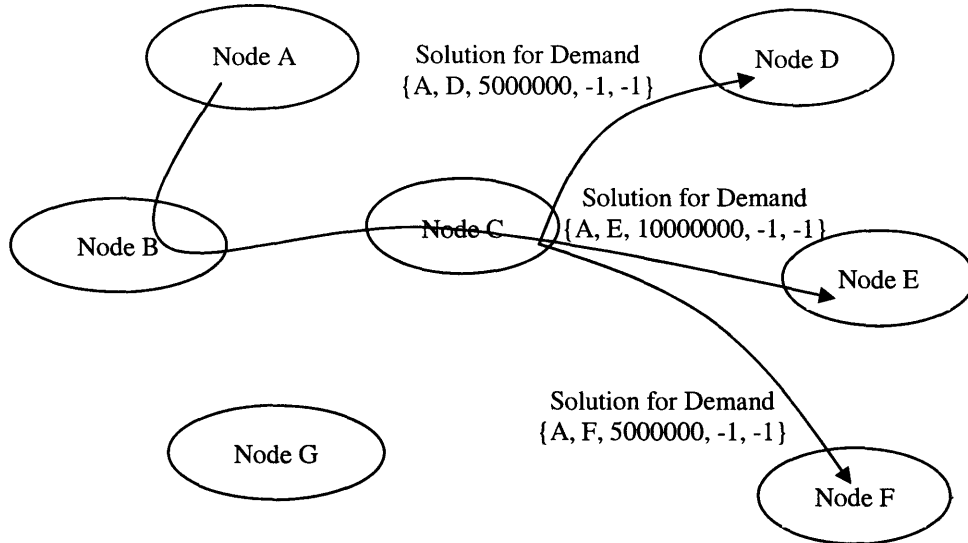 Node A
Solution for Demand
{A, D, 5000000, -1, -1}
Node D
Node B
Node C
Solution for Demand
{A, E, 10000000, -1, -1}
Node E
Solution for Demand
{A, F, 5000000, -1, -1}
Node G
Node F